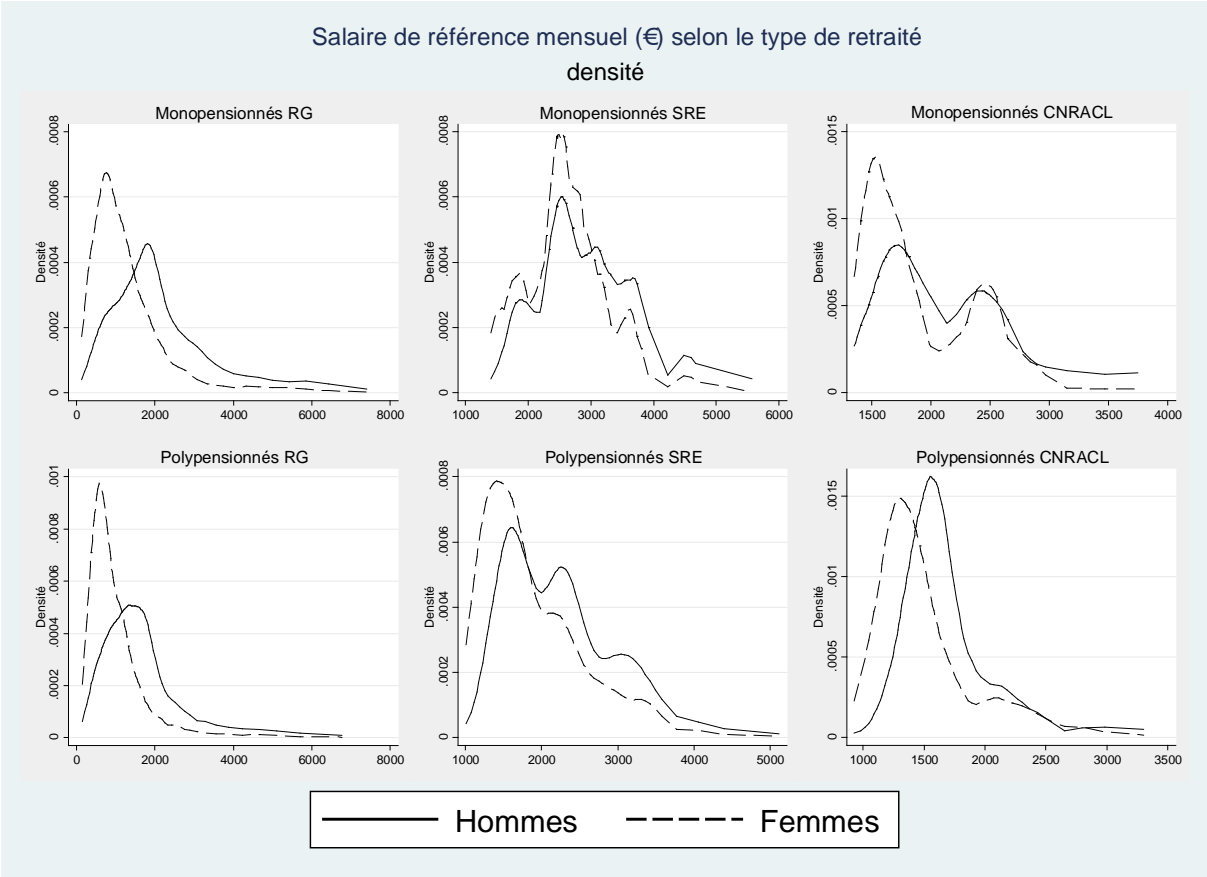 Salaire de référence mensuel (€) selon le type de retraité
densité
Monopensionnés RG
Densité
0 .0002 .0004 .0006 .0008
0 2000 4000 6000 8000
Monopensionnés SRE
Densité
0 .0002 .0004 .0006 .0008
1000 2000 3000 4000 5000 6000
Monopensionnés CNRACL
Densité
0 .0005 .001 .0015
1500 2000 2500 3000 3500 4000
Polypensionnés RG
Densité
0 .0002 .0004 .0006 .0008 .001
0 2000 4000 6000 8000
Polypensionnés SRE
Densité
0 .0002 .0004 .0006 .0008
1000 2000 3000 4000 5000
Polypensionnés CNRACL
Densité
0 .0005 .001 .0015
1000 1500 2000 2500 3000 3500
Hommes Femmes